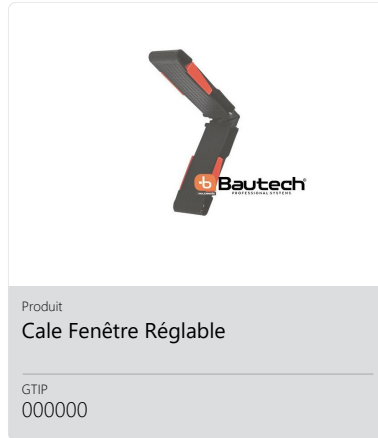 Bautech
PROFESSIONAL SYSTEMS
Produit
Cale Fenêtre Réglable
GTIP
000000